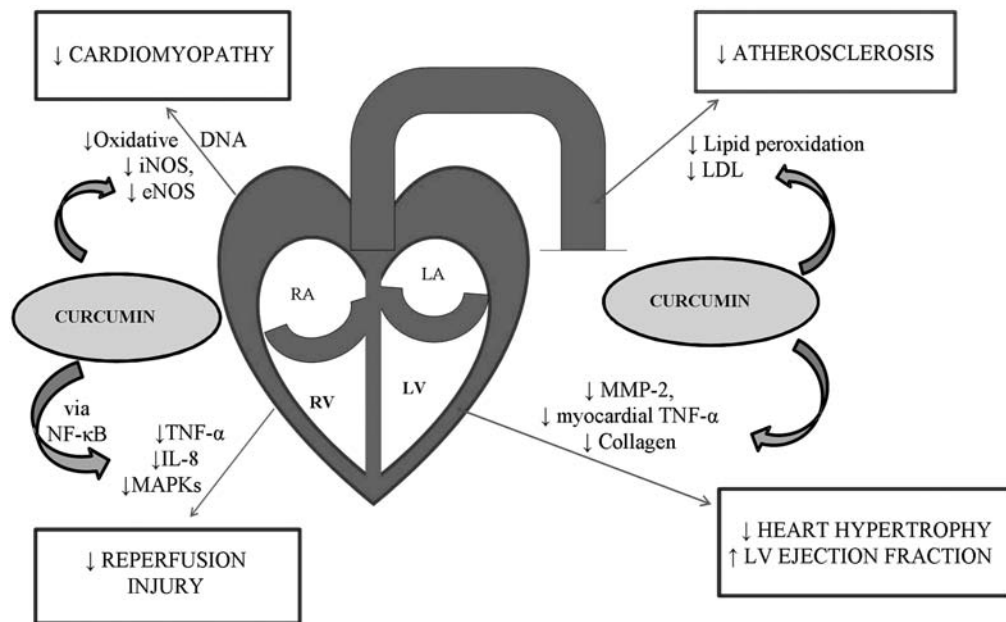 ↓ CARDIOMYOPATHY
↓Oxidative DNA
↓ iNOS,
↓ eNOS
CURCUMIN
via
NF-κB
↓TNF-α
↓IL-8
↓MAPKs
↓ REPERFUSION
INJURY
RA
LA
RV
LV
↓ ATHEROSCLEROSIS
↓ Lipid peroxidation
↓ LDL
CURCUMIN
↓ MMP-2,
↓ myocardial TNF-α
↓ Collagen
↓ HEART HYPERTROPHY
↑ LV EJECTION FRACTION